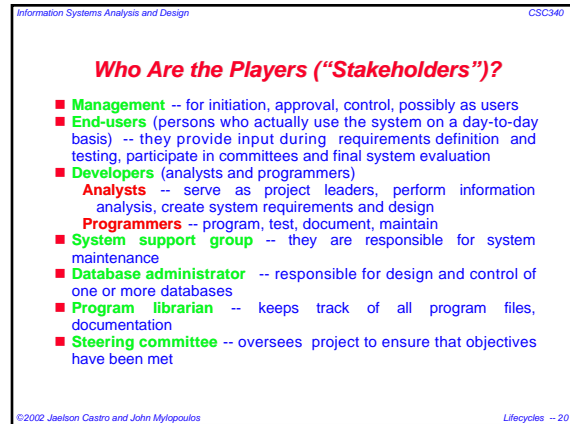 Information Systems Analysis and Design CSC340
Who Are the Players (“Stakeholders”)?
Management -- for initiation, approval, control, possibly as users
End-users (persons who actually use the system on a day-to-day
basis) -- they provide input during requirements definition and
testing, participate in committees and final system evaluation
Developers (analysts and programmers)
Analysts -- serve as project leaders, perform information
analysis, create system requirements and design
Programmers -- program, test, document, maintain
System support group -- they are responsible for system
maintenance
Database administrator -- responsible for design and control of
one or more databases
Program librarian -- keeps track of all program files,
documentation
Steering committee -- oversees project to ensure that objectives
have been met
©2002 Jaelson Castro and John Mylopoulos Lifecycles -- 20